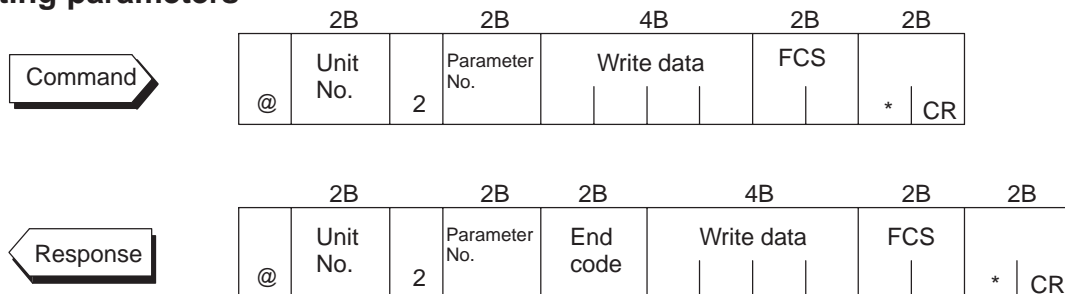 ting parameters
2B 2B 4B 2B 2B
Command
@ Unit No. 2 Parameter No. Write data FCS * CR
2B 2B 2B 4B 2B 2B
Response
@ Unit No. 2 Parameter No. End code Write data FCS * CR